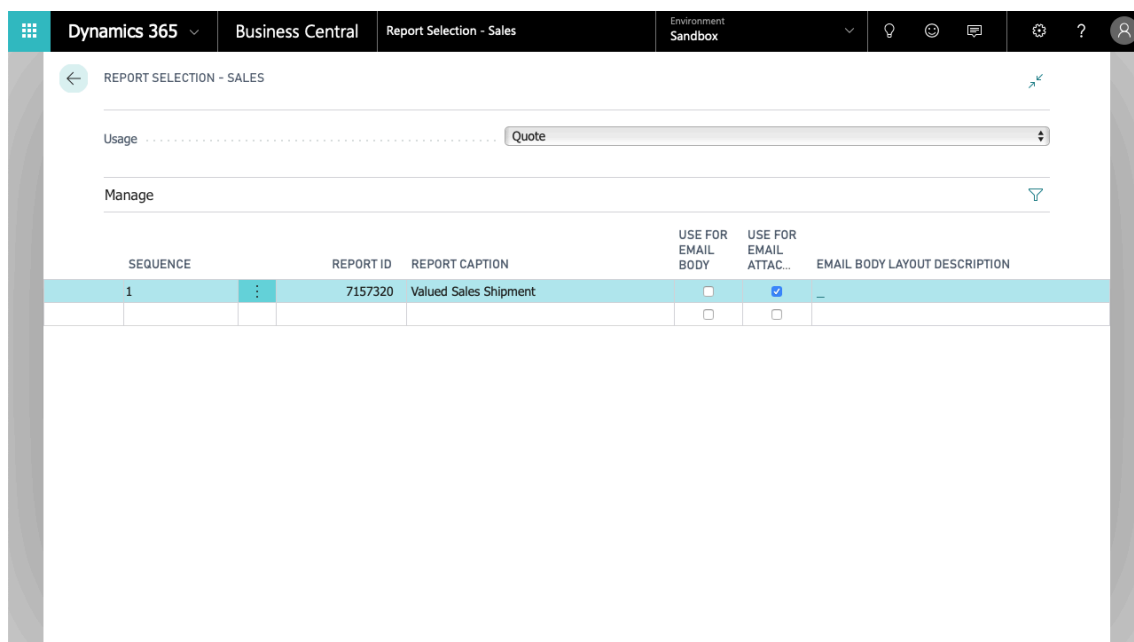 Dynamics 365 Business Central Report Selection - Sales Environment Sandbox ?
REPORT SELECTION - SALES
Usage Quote
Manage
SEQUENCE REPORT ID REPORT CAPTION USE FOR EMAIL BODY USE FOR EMAIL ATTAC... EMAIL BODY LAYOUT DESCRIPTION
1 7157320 Valued Sales Shipment _